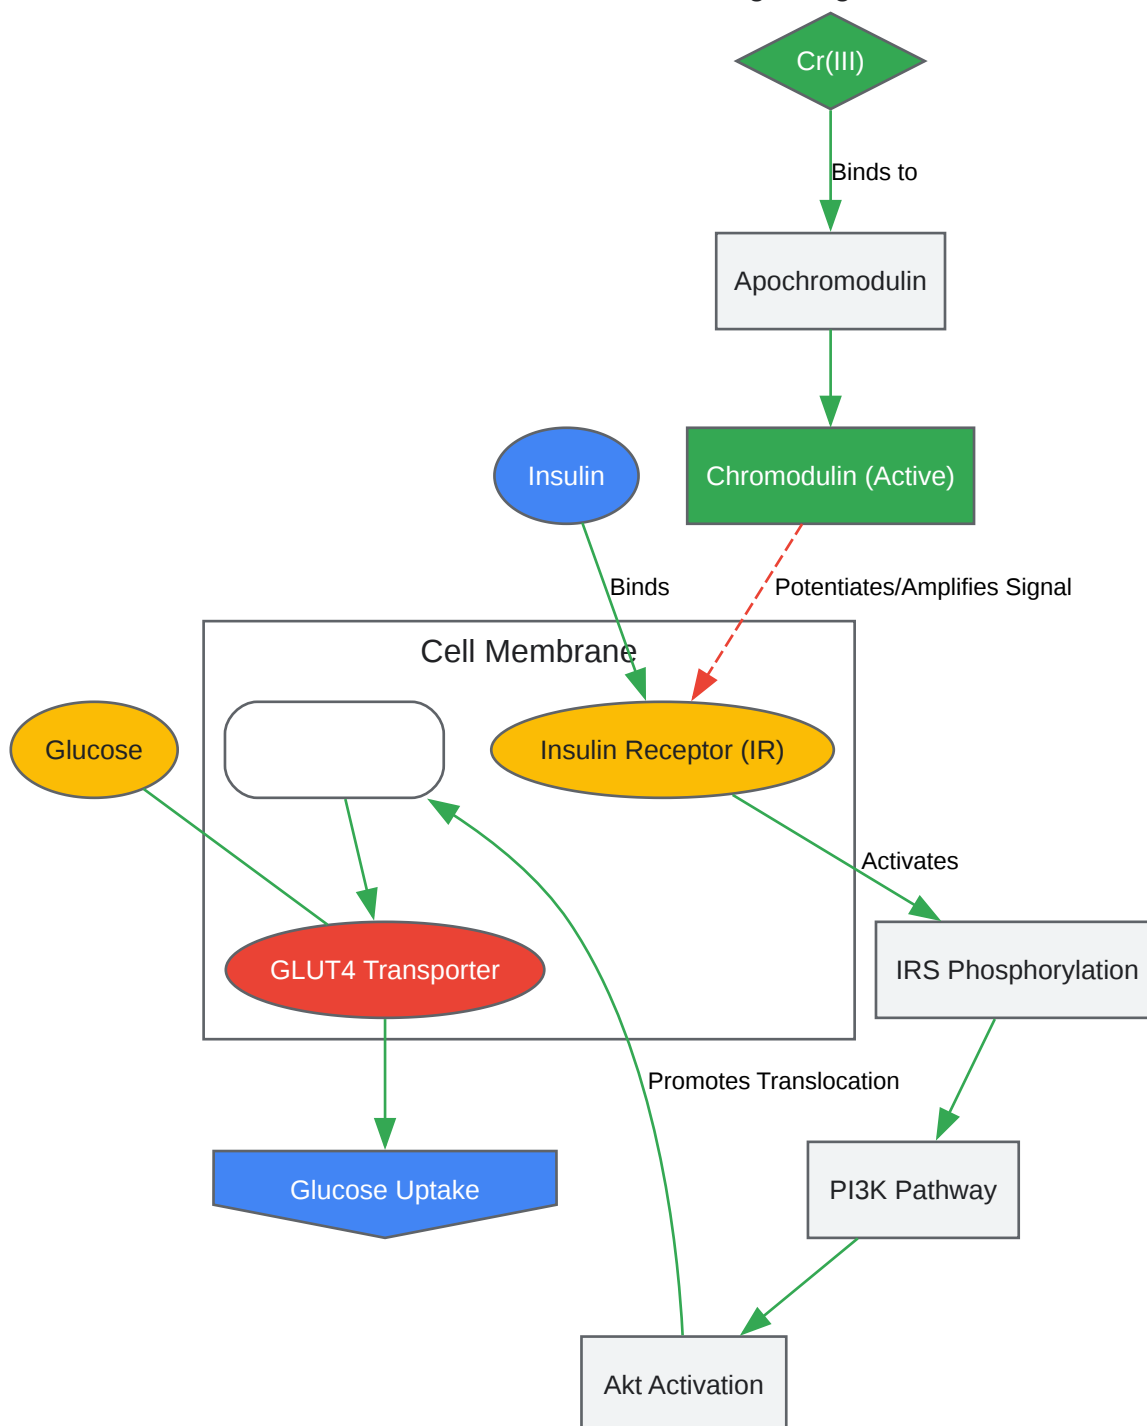 Cr(III)
Binds to
Apochromodulin
Insulin
Chromodulin (Active)
Binds
Potentiates/Amplifies Signal
Cell Membrane
Glucose
Insulin Receptor (IR)
Activates
GLUT4 Transporter
IRS Phosphorylation
Promotes Translocation
Glucose Uptake
PI3K Pathway
Akt Activation